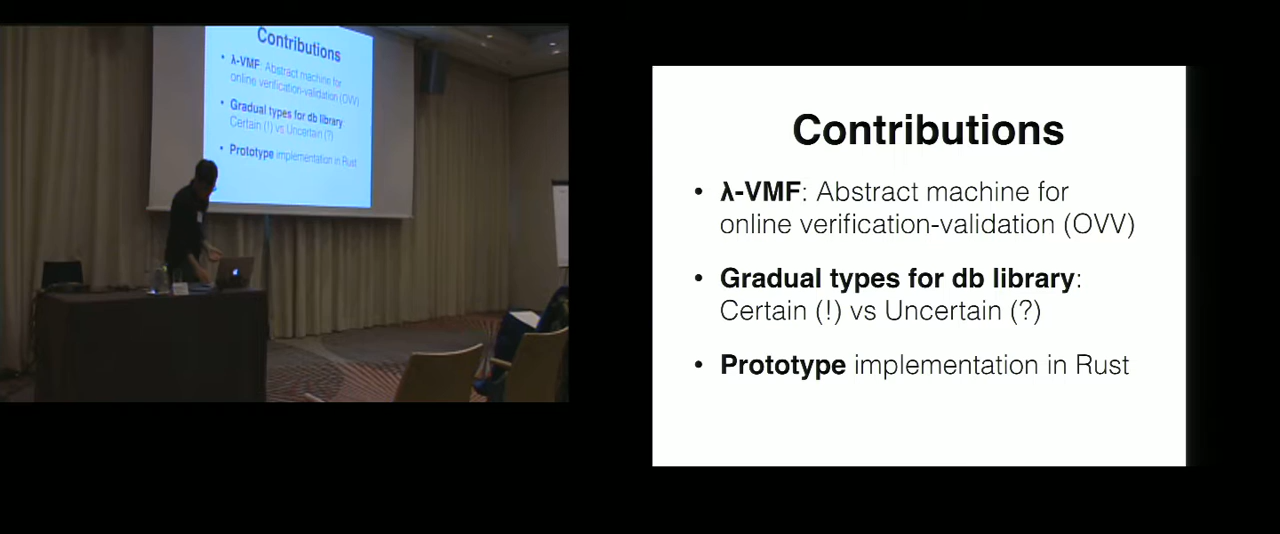 Contributions
• λ-VMF: Abstract machine for
online verification-validation (OVV)
• Gradual types for db library:
Certain (!) vs Uncertain (?)
• Prototype implementation in Rust
Contributions
• λ-VMF: Abstract machine for
online verification-validation (OVV)
• Gradual types for db library:
Certain (!) vs Uncertain (?)
• Prototype implementation in Rust